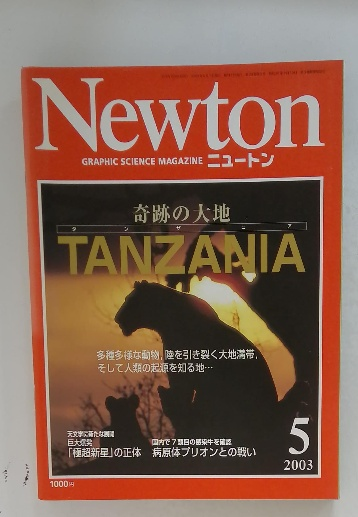 Newton
GRAPHIC SCIENCE MAGAZINE ニュートン
奇跡の大地
タンザニア
TANZANIA
多種多様な動物，陸を引き裂く大地溝帯，
そして人類の起源を知る地…
天文学に新たな展開
巨大爆発
「極超新星」の正体
国内で7頭目の感染牛を確認
病原体プリオンとの戦い
5
2003
1000円